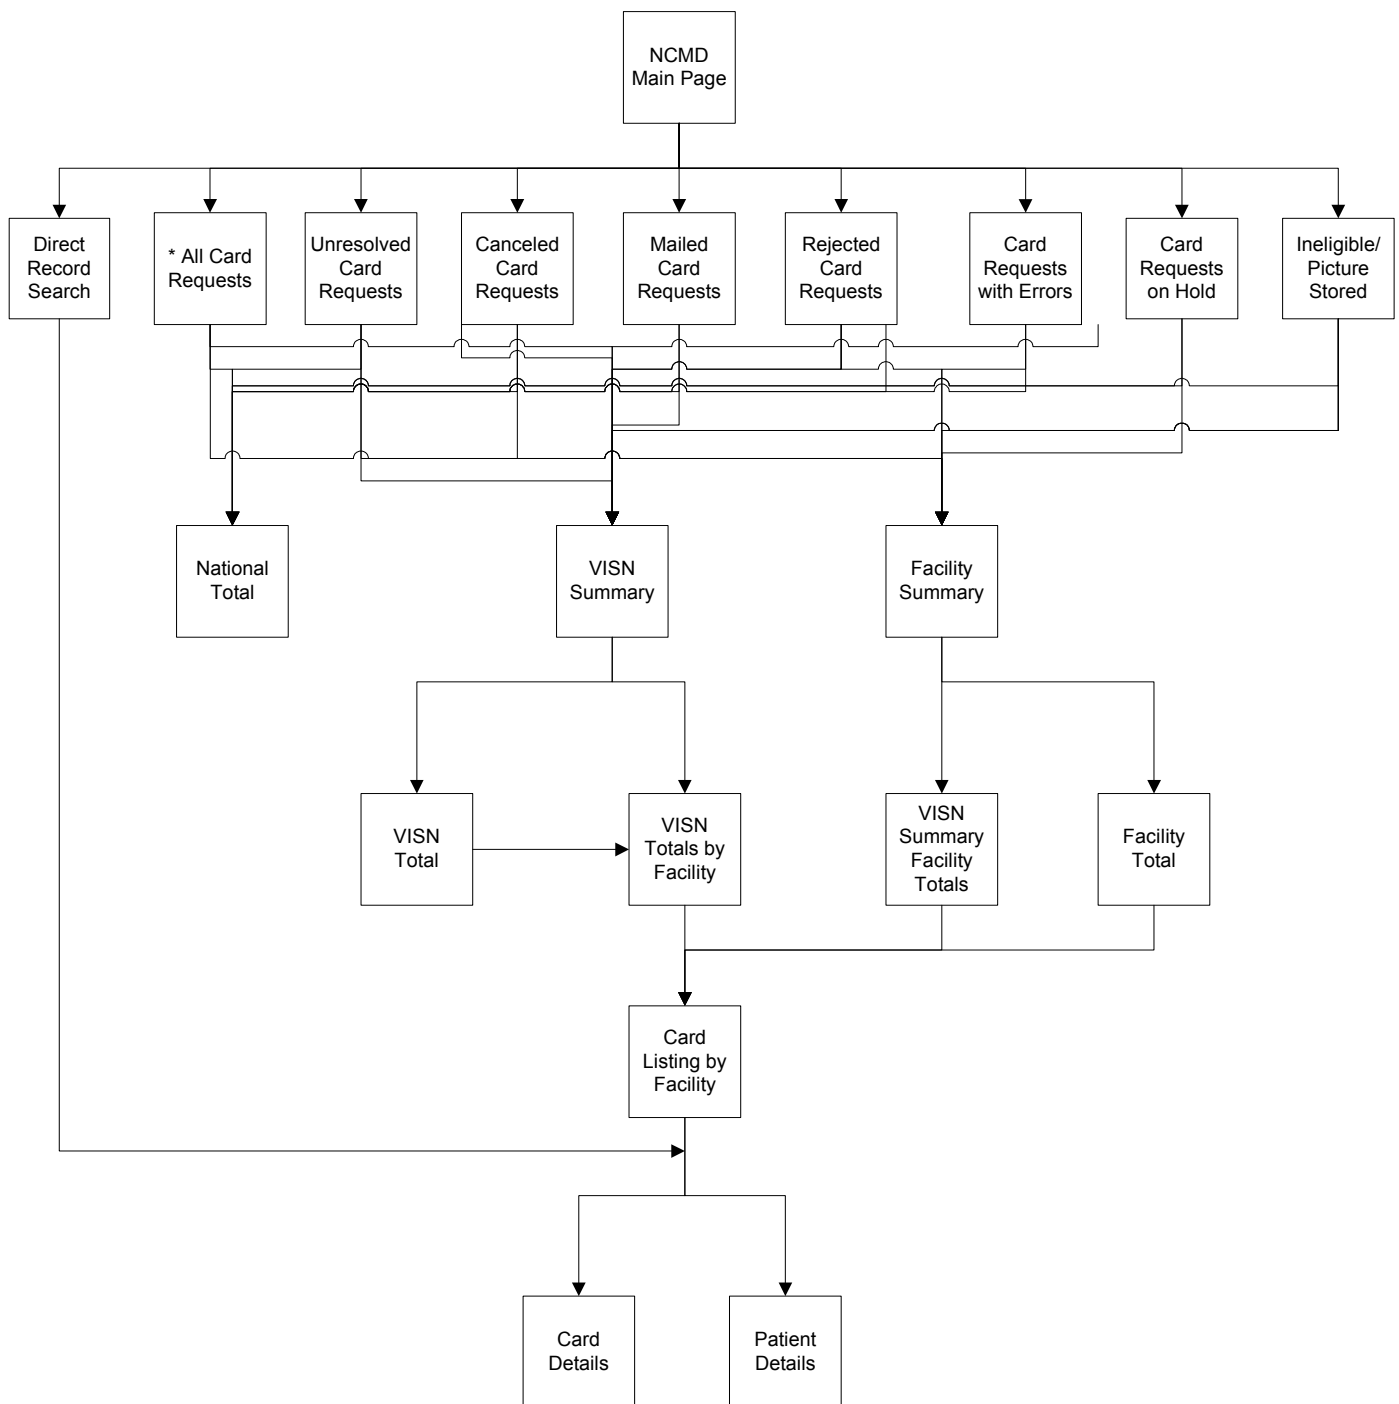 NCMD
Main Page
Direct
Record
Search
* All Card
Requests
Unresolved
Card
Requests
Canceled
Card
Requests
Mailed
Card
Requests
Rejected
Card
Requests
Card
Requests
with Errors
Card
Requests
on Hold
Ineligible/
Picture
Stored
National
Total
VISN
Summary
Facility
Summary
VISN
Total
VISN
Totals by
Facility
VISN
Summary
Facility
Totals
Facility
Total
Card
Listing by
Facility
Card
Details
Patient
Details